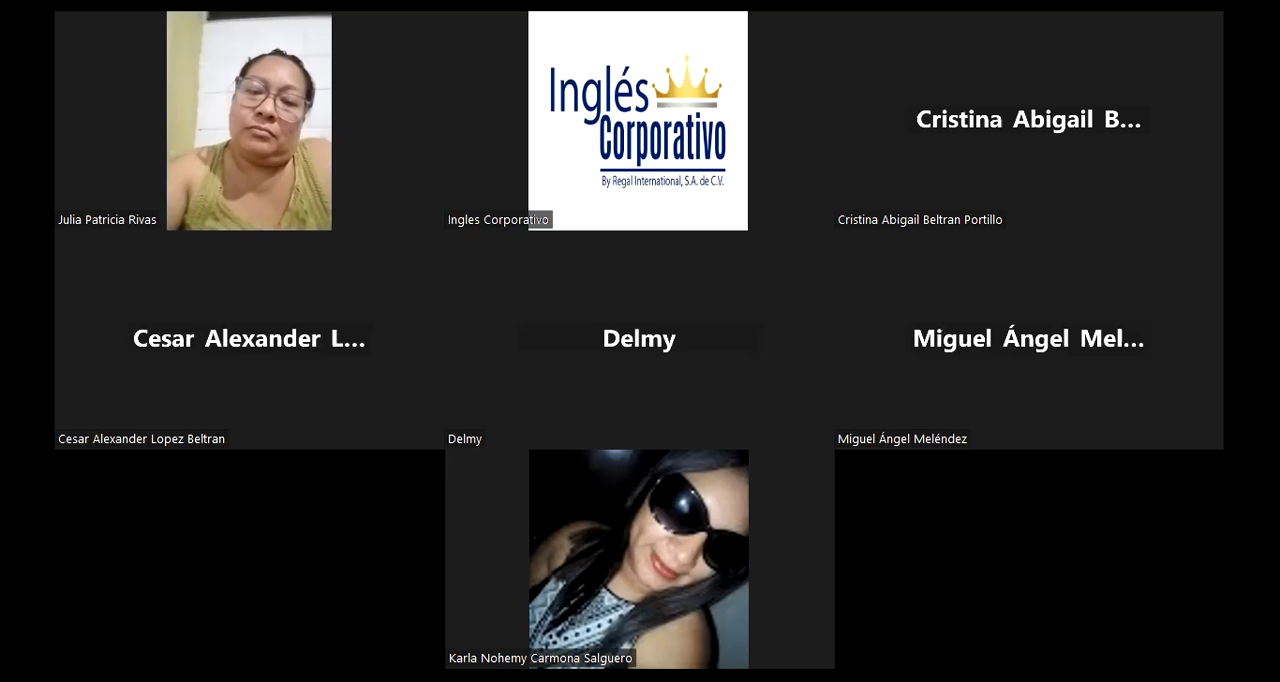 Inglés
Corporativo
By Regal International, S.A. de C.V.
Cristina Abigail B...
Julia Patricia Rivas
Ingles Corporativo
Cristina Abigail Beltran Portillo
Cesar Alexander L...
Delmy
Miguel Ángel Mel...
Cesar Alexander Lopez Beltran
Delmy
Miguel Ángel Meléndez
Karla Nohemy Carmona Salguero